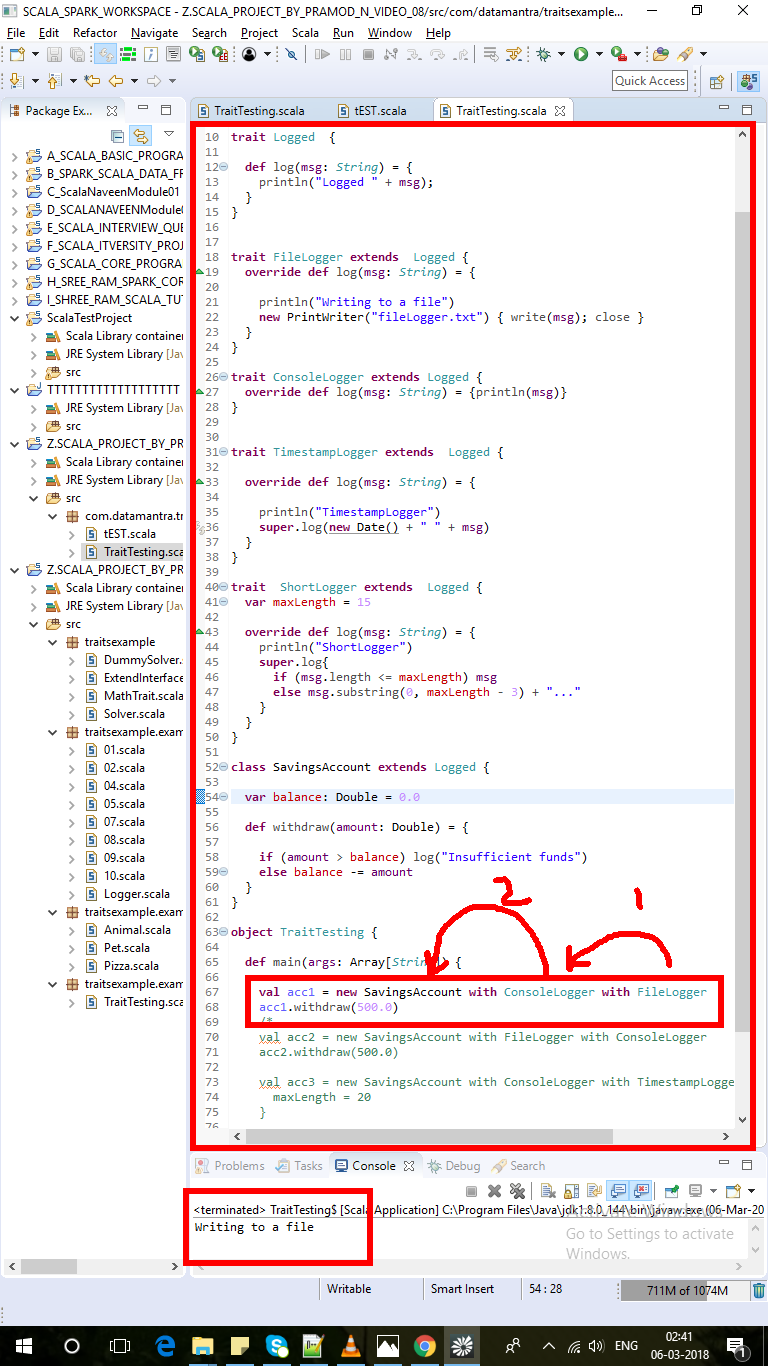 SCALA_SPARK_WORKSPACE - Z.SCALA_PROJECT_BY_PRAMOD_N_VIDEO_08/src/com/datamantra/traitsexample...
File Edit Refactor Navigate Search Project Scala Run Window Help
Quick Access
Package Ex...
A_SCALA_BASIC_PROGRA
B_SPARK_SCALA_DATA_FF
C_ScalaNaveenModule01
D_SCALANAVEENModule
E_SCALA_INTERVIEW_QUE
F_SCALA_ITVERSITY_PROJ
G_SCALA_CORE_PROGRA
H_SREE_RAM_SPARK_COR
I_SHREE_RAM_SCALA_TUT
ScalaTestProject
Scala Library container
JRE System Library [Jav
src
TTTTTTTTTTTTTTTTTTT
JRE System Library [Jav
src
Z.SCALA_PROJECT_BY_PR
Scala Library container
JRE System Library [Jav
src
com.datamantra.tr
tEST.scala
TraitTesting.sca
Z.SCALA_PROJECT_BY_PR
Scala Library container
JRE System Library [Jav
src
traitsexample
DummySolver.s
ExtendInterface
MathTrait.scala
Solver.scala
traitsexample.exam
01.scala
02.scala
04.scala
05.scala
07.scala
08.scala
09.scala
10.scala
Logger.scala
traitsexample.exam
Animal.scala
Pet.scala
Pizza.scala
traitsexample.exam
TraitTesting.sc
TraitTesting.scala tEST.scala TraitTesting.scala
10 trait Logged {
11
12 def log(msg: String) = {
13 println("Logged " + msg);
14 }
15 }
16
17
18 trait FileLogger extends Logged {
19 override def log(msg: String) = {
20
21 println("Writing to a file")
22 new PrintWriter("fileLogger.txt") { write(msg); close }
23 }
24 }
25
26 trait ConsoleLogger extends Logged {
27 override def log(msg: String) = {println(msg)}
28 }
29
30
31 trait TimestampLogger extends Logged {
32
33 override def log(msg: String) = {
34
35 println("TimestampLogger")
36 super.log(new Date() + " " + msg)
37 }
38 }
39
40 trait ShortLogger extends Logged {
41 var maxLength = 15
42
43 override def log(msg: String) = {
44 println("ShortLogger")
45 super.log{
46 if (msg.length <= maxLength) msg
47 else msg.substring(0, maxLength - 3) + "..."
48 }
49 }
50 }
51
52 class SavingsAccount extends Logged {
53
54 var balance: Double = 0.0
55
56 def withdraw(amount: Double) = {
57
58 if (amount > balance) log("Insufficient funds")
59 else balance -= amount
60 }
61 }
62
2 1
63 object TraitTesting {
64
65 def main(args: Array[String]) {
66
67 val acc1 = new SavingsAccount with ConsoleLogger with FileLogger
68 acc1.withdraw(500.0)
69 /*
70 val acc2 = new SavingsAccount with FileLogger with ConsoleLogger
71 acc2.withdraw(500.0)
72
73 val acc3 = new SavingsAccount with ConsoleLogger with TimestampLogge
74 maxLength = 20
75 }
76
Problems Tasks Console Debug Search
<terminated> TraitTesting$ [Scala Application] C:\Program Files\Java\jdk1.8.0_144\bin\javaw.exe (06-Mar-20
Writing to a file
Activate Windows
Go to Settings to activate
Windows.
Writable Smart Insert 54 : 28 711M of 1074M
ENG
02:41
06-03-2018
1